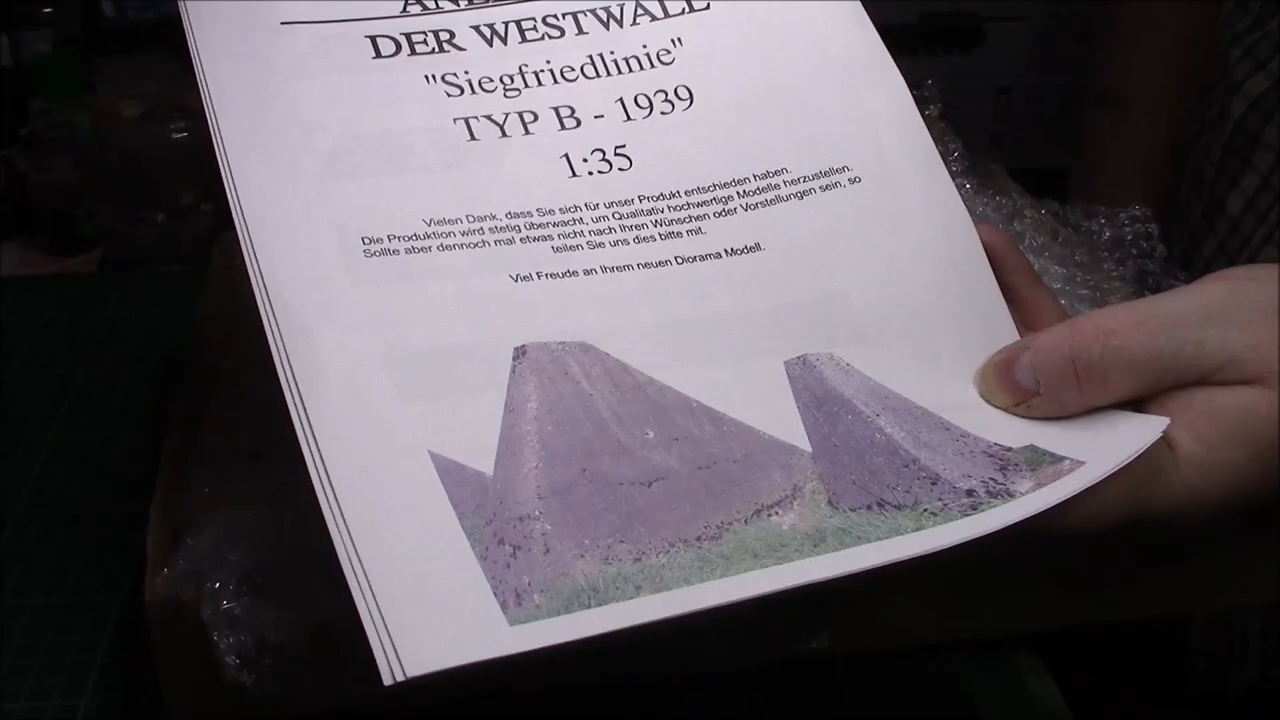 DER WESTWALL
"Siegfriedlinie"
TYP B - 1939
1:35
Vielen Dank, dass Sie sich für unser Produkt entschieden haben.
Die Produktion wird stetig überwacht, um Qualitativ hochwertige Modelle herzustellen.
Sollte aber dennoch mal etwas nicht nach Ihren Wünschen oder Vorstellungen sein, so
teilen Sie uns dies bitte mit.
Viel Freude an Ihrem neuen Diorama Modell.